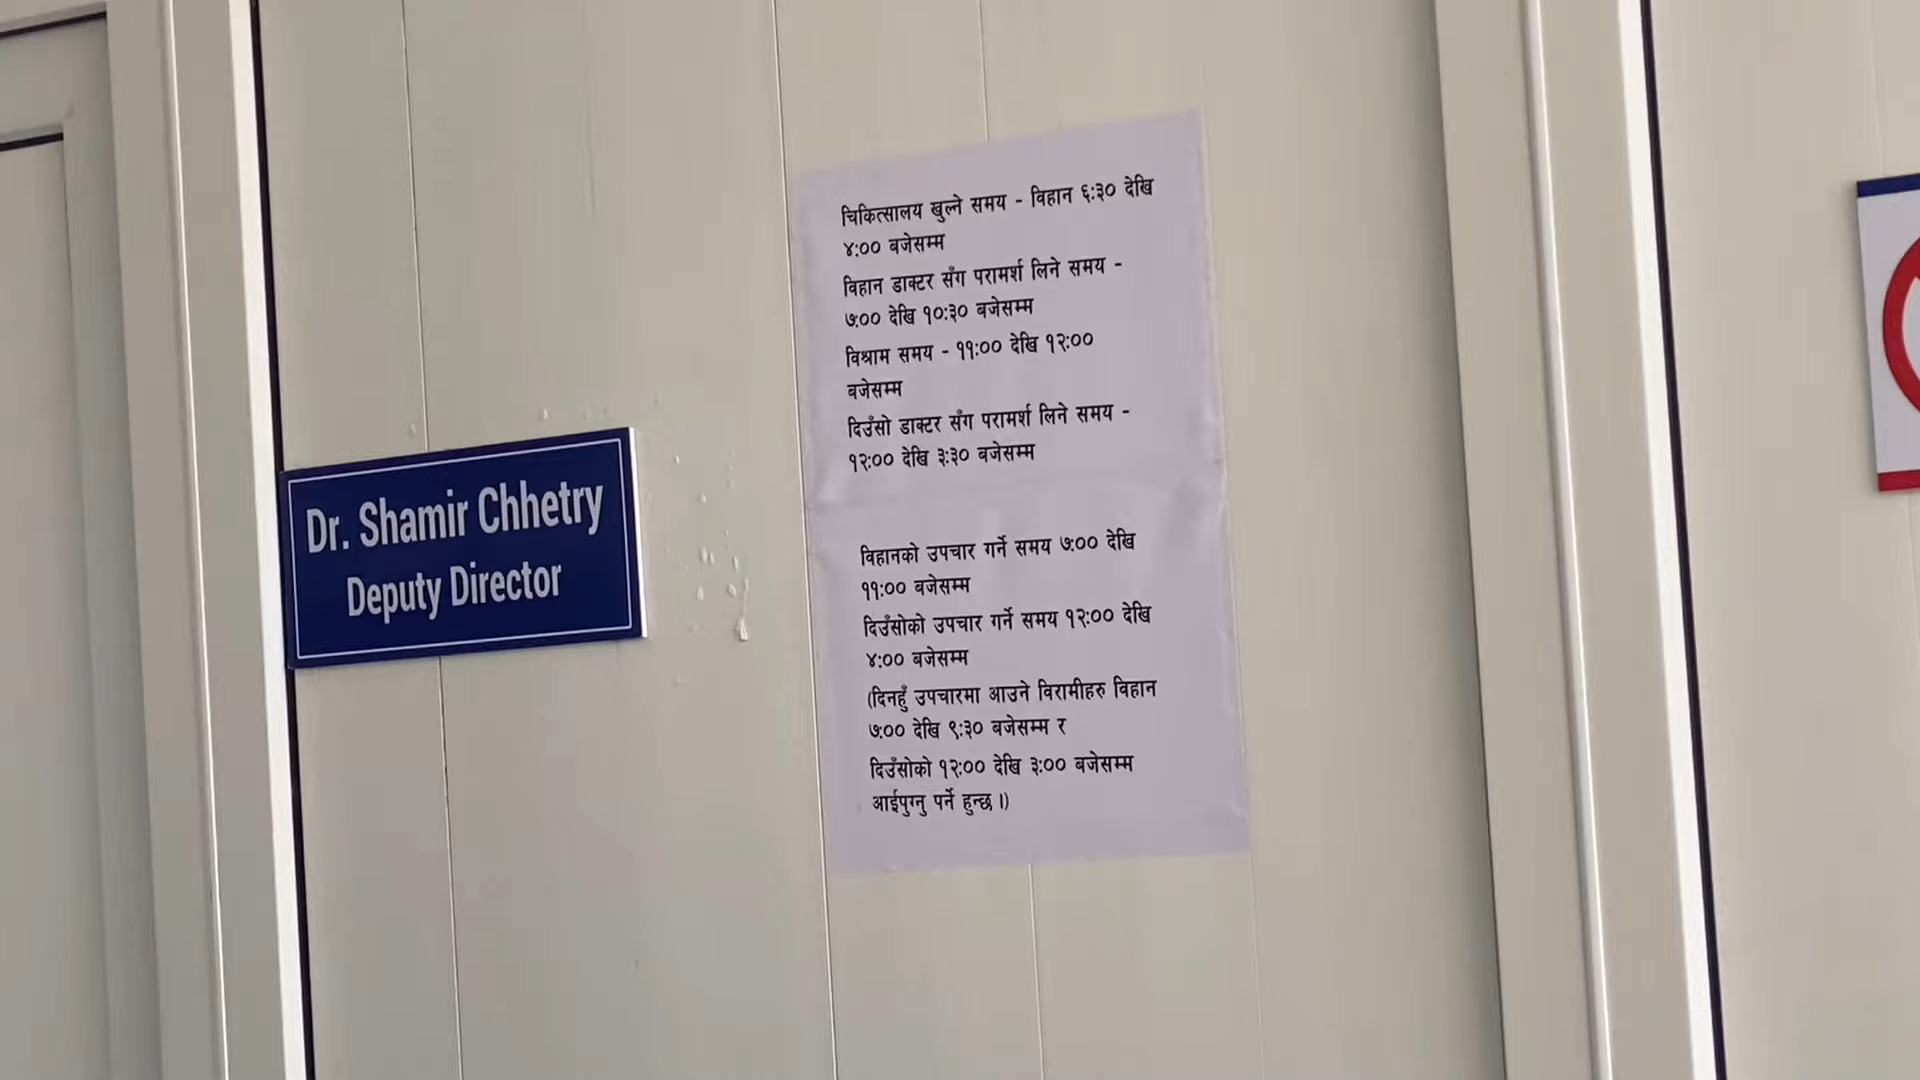 Dr. Shamir Chhetry
Deputy Director
चिकित्सालय खुल्ने समय - विहान ६:३० देखि
४:०० बजेसम्म
विहान डाक्टर सँग परामर्श लिने समय -
७:०० देखि १०:३० बजेसम्म
विश्राम समय - ११:०० देखि १२:००
बजेसम्म
दिउँसो डाक्टर सँग परामर्श लिने समय -
१२:०० देखि ३:३० बजेसम्म
विहानको उपचार गर्ने समय ७:०० देखि
११:०० बजेसम्म
दिउँसोको उपचार गर्ने समय १२:०० देखि
४:०० बजेसम्म
(दिनहुँ उपचारमा आउने विरामीहरु विहान
७:०० देखि ९:३० बजेसम्म र
दिउँसोको १२:०० देखि ३:०० बजेसम्म
आईपुग्नु पर्ने हुन्छ ।)